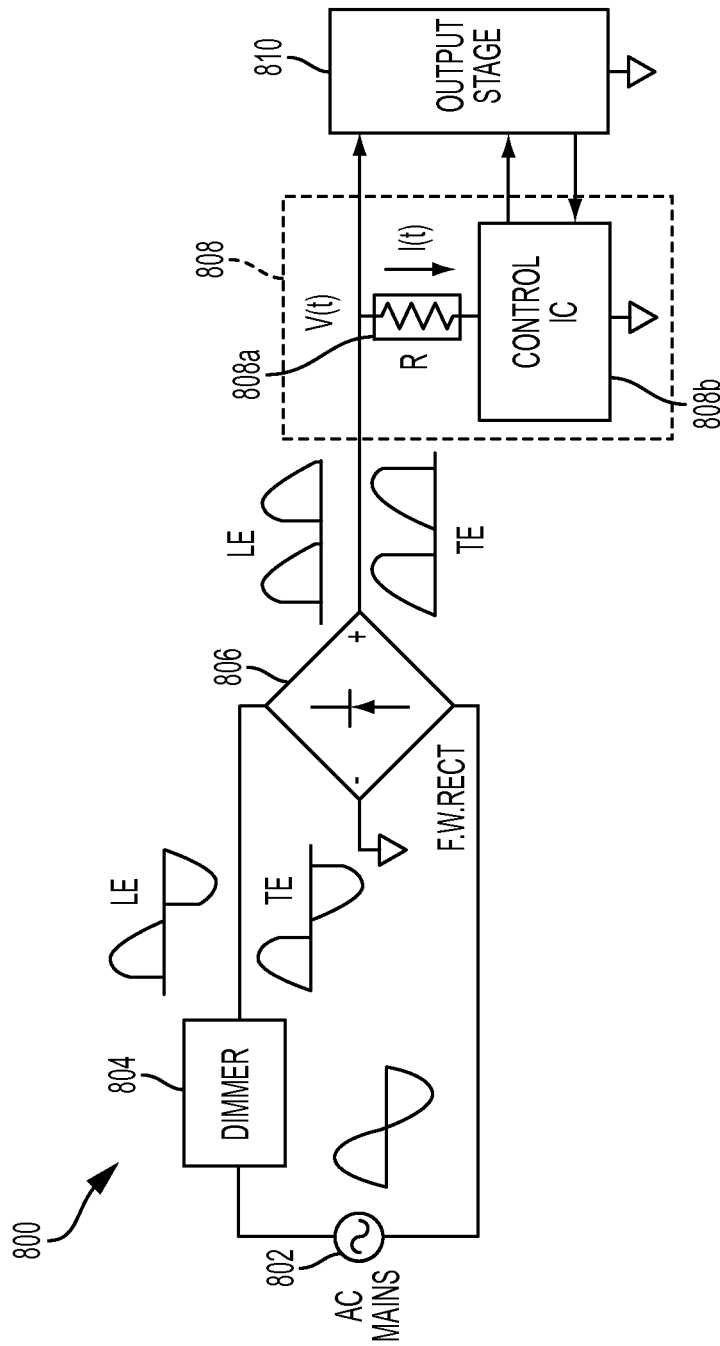 800
802
AC
MAINS
804
DIMMER
LE
TE
806
-
+
F.W.RECT
LE
TE
808
V(t)
808a
R
I(t)
CONTROL
IC
808b
810
OUTPUT
STAGE